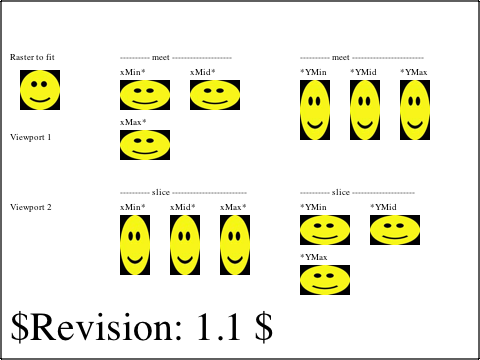 Raster to fit
---------- meet --------------------
---------- meet ------------------------
xMin*
xMid*
*YMin
*YMid
*YMax
xMax*
Viewport 1
---------- slice -------------------------
---------- slice ---------------------
Viewport 2
xMin*
xMid*
xMax*
*YMin
*YMid
*YMax
$Revision: 1.1 $